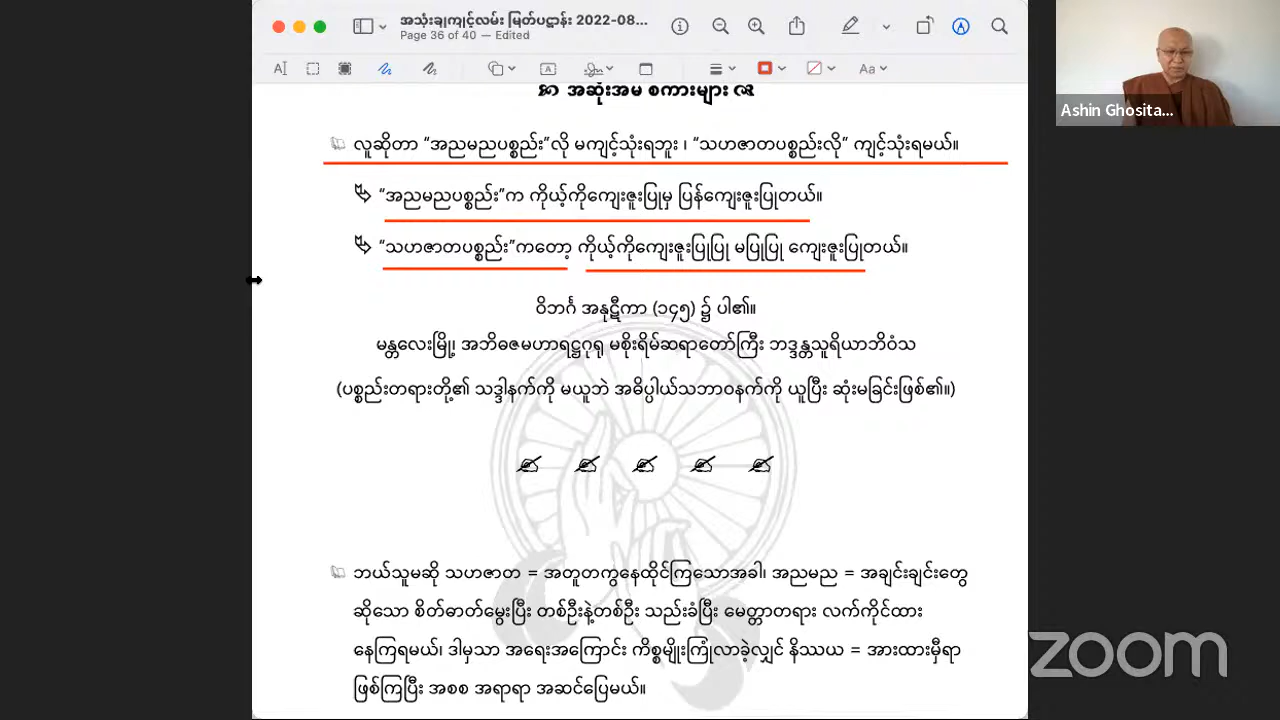 အသုံးချကျင့်လမ်း မြတ်ပဋ္ဌာန်း 2022-08...
Page 36 of 40 — Edited
Aa
အဆုံးအမ စကားများ
Ashin Ghosita...
လူဆိုတာ “အညမညပစ္စည်း”လို မကျင့်သုံးရဘူး၊ “သဟဇာတပစ္စည်းလို” ကျင့်သုံးရမယ်။
“အညမညပစ္စည်း”က ကိုယ့်ကိုကျေးဇူးပြုမှ ပြန်ကျေးဇူးပြုတယ်။
“သဟဇာတပစ္စည်း”ကတော့ ကိုယ့်ကိုကျေးဇူးပြုပြု မပြုပြု ကျေးဇူးပြုတယ်။
ဝိဘင်္ဂ အနုဋီကာ (၁၄၅) ၌ ပါ၏။
မန္တလေးမြို့၊ အဘိဓဇမဟာရဋ္ဌဂုရု မစိုးရိမ်ဆရာတော်ကြီး ဘဒ္ဒန္တသူရိယာဘိဝံသ
(ပစ္စည်းတရားတို့၏ သဒ္ဒါနက်ကို မယူဘဲ အဓိပ္ပါယ်သဘာဝနက်ကို ယူပြီး ဆုံးမခြင်းဖြစ်၏။)
ဘယ်သူမဆို သဟဇာတ = အတူတကွနေထိုင်ကြသောအခါ၊ အညမည = အချင်းချင်းတွေ
ဆိုသော စိတ်ဓာတ်မွေးပြီး တစ်ဦးနဲ့တစ်ဦး သည်းခံပြီး မေတ္တာတရား လက်ကိုင်ထား
နေကြရမယ်၊ ဒါမှသာ အရေးအကြောင်း ကိစ္စမျိုးကြုံလာခဲ့လျှင် နိဿယ = အားထားမှီရာ
ဖြစ်ကြပြီး အစစ အရာရာ အဆင်ပြေမယ်။
zoom